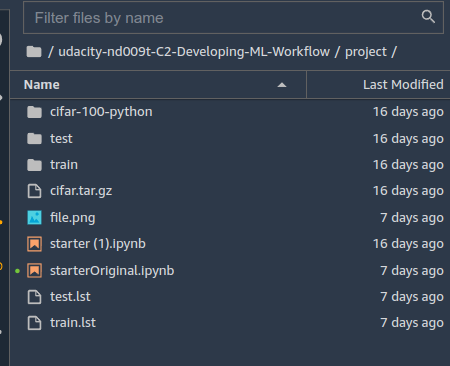 Filter files by name
/ udacity-nd009t-C2-Developing-ML-Workflow / project /
Name Last Modified
cifar-100-python 16 days ago
test 16 days ago
train 16 days ago
cifar.tar.gz 16 days ago
file.png 7 days ago
starter (1).ipynb 16 days ago
starterOriginal.ipynb 7 days ago
test.lst 7 days ago
train.lst 7 days ago